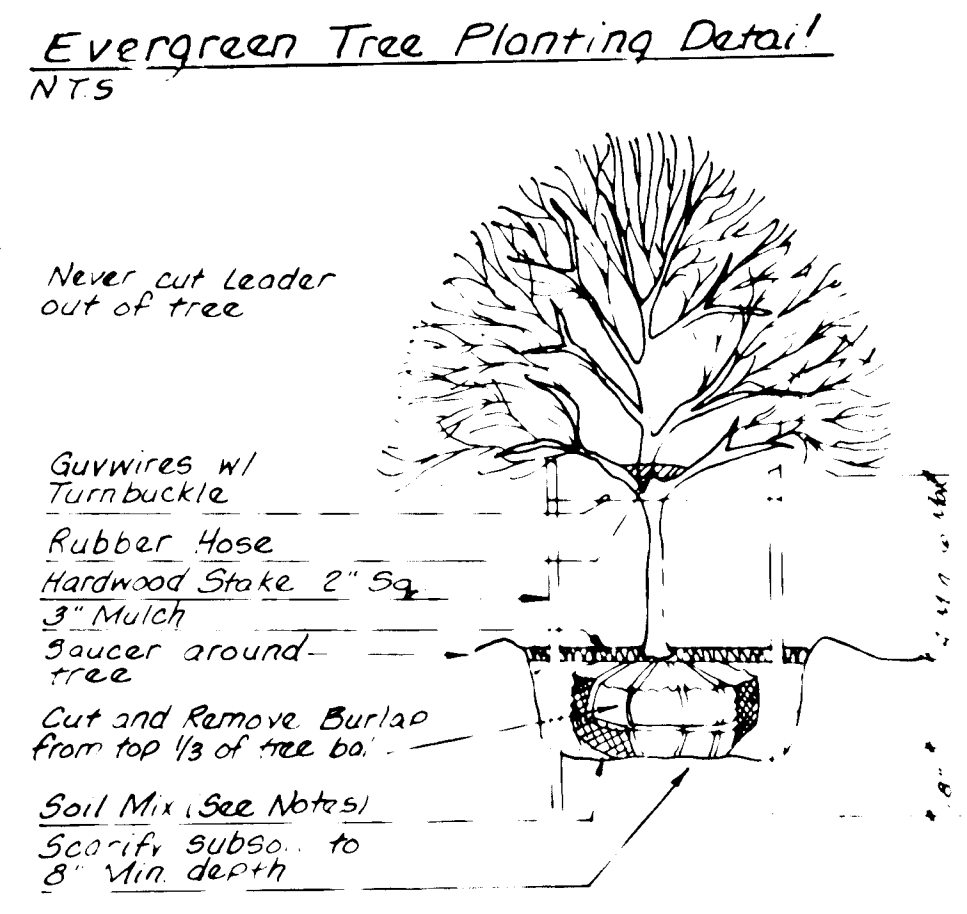 Evergreen Tree Planting Detail
N T.S
Never cut Leader
out of tree
Guywires w/
Turnbuckle
Rubber Hose
Hardwood Stake 2" Sq.
3" Mulch
Saucer around
tree
Cut and Remove Burlap
from top 1/3 of tree
Soil Mix (See Notes)
Scarify to
8" Min. depth
8"